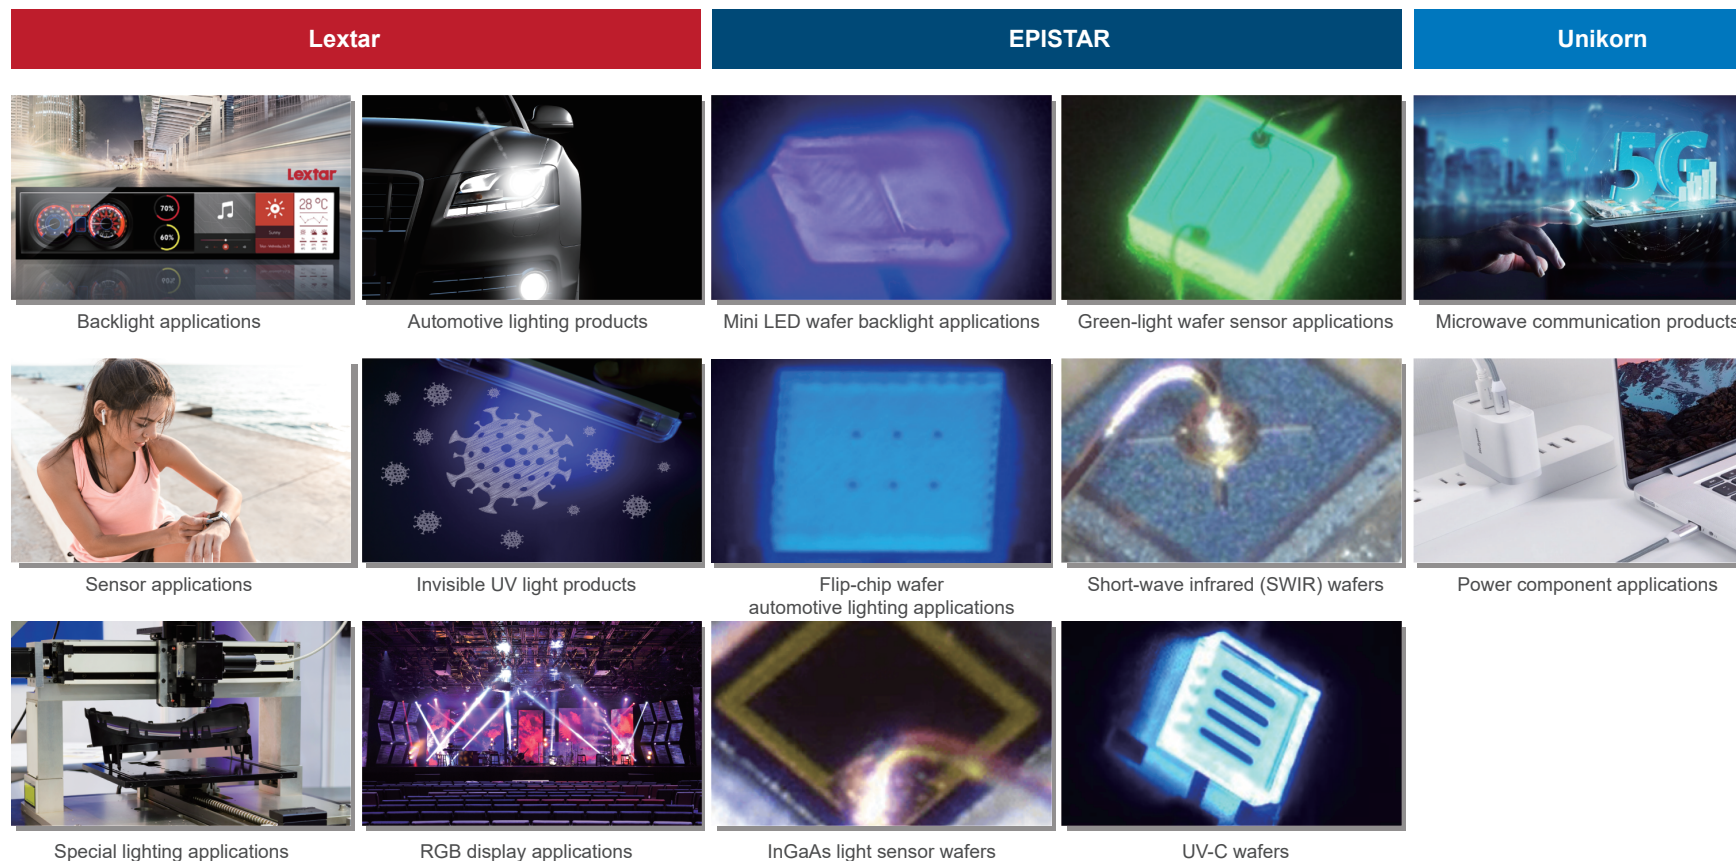 Lextar
EPISTAR
Unikorn
Lextar
70%
60%
28 °C
Sunny
5G
Backlight applications
Automotive lighting products
Mini LED wafer backlight applications
Green-light wafer sensor applications
Microwave communication products
Sensor applications
Invisible UV light products
Flip-chip wafer
automotive lighting applications
Short-wave infrared (SWIR) wafers
Power component applications
Special lighting applications
RGB display applications
InGaAs light sensor wafers
UV-C wafers